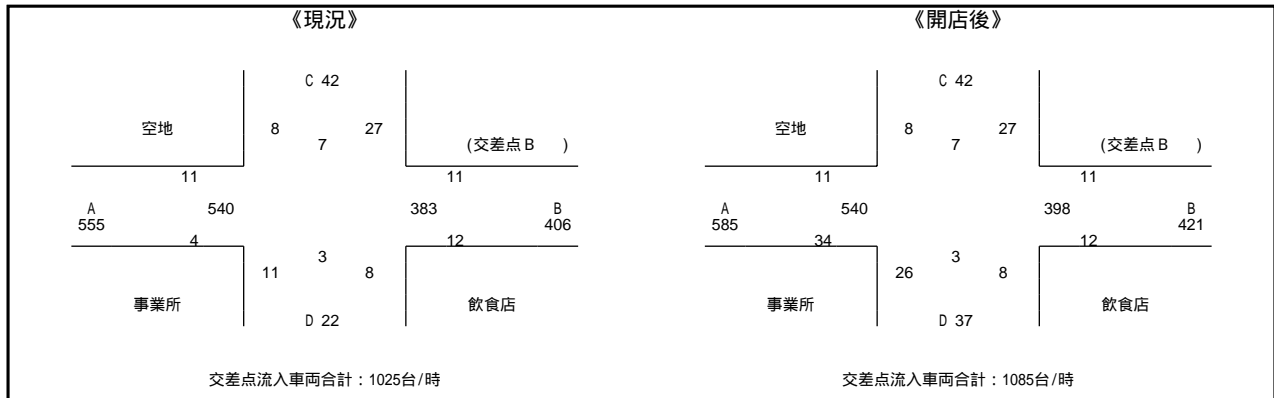 《現況》
C 42
空地
8
7
27
(交差点B　　)
11
11
A
555
540
383
B
406
4
12
11
3
8
事業所
飲食店
D 22
交差点流入車両合計：1025台/時
《開店後》
C 42
空地
8
7
27
(交差点B　　)
11
11
A
585
540
398
B
421
34
12
26
3
8
事業所
飲食店
D 37
交差点流入車両合計：1085台/時